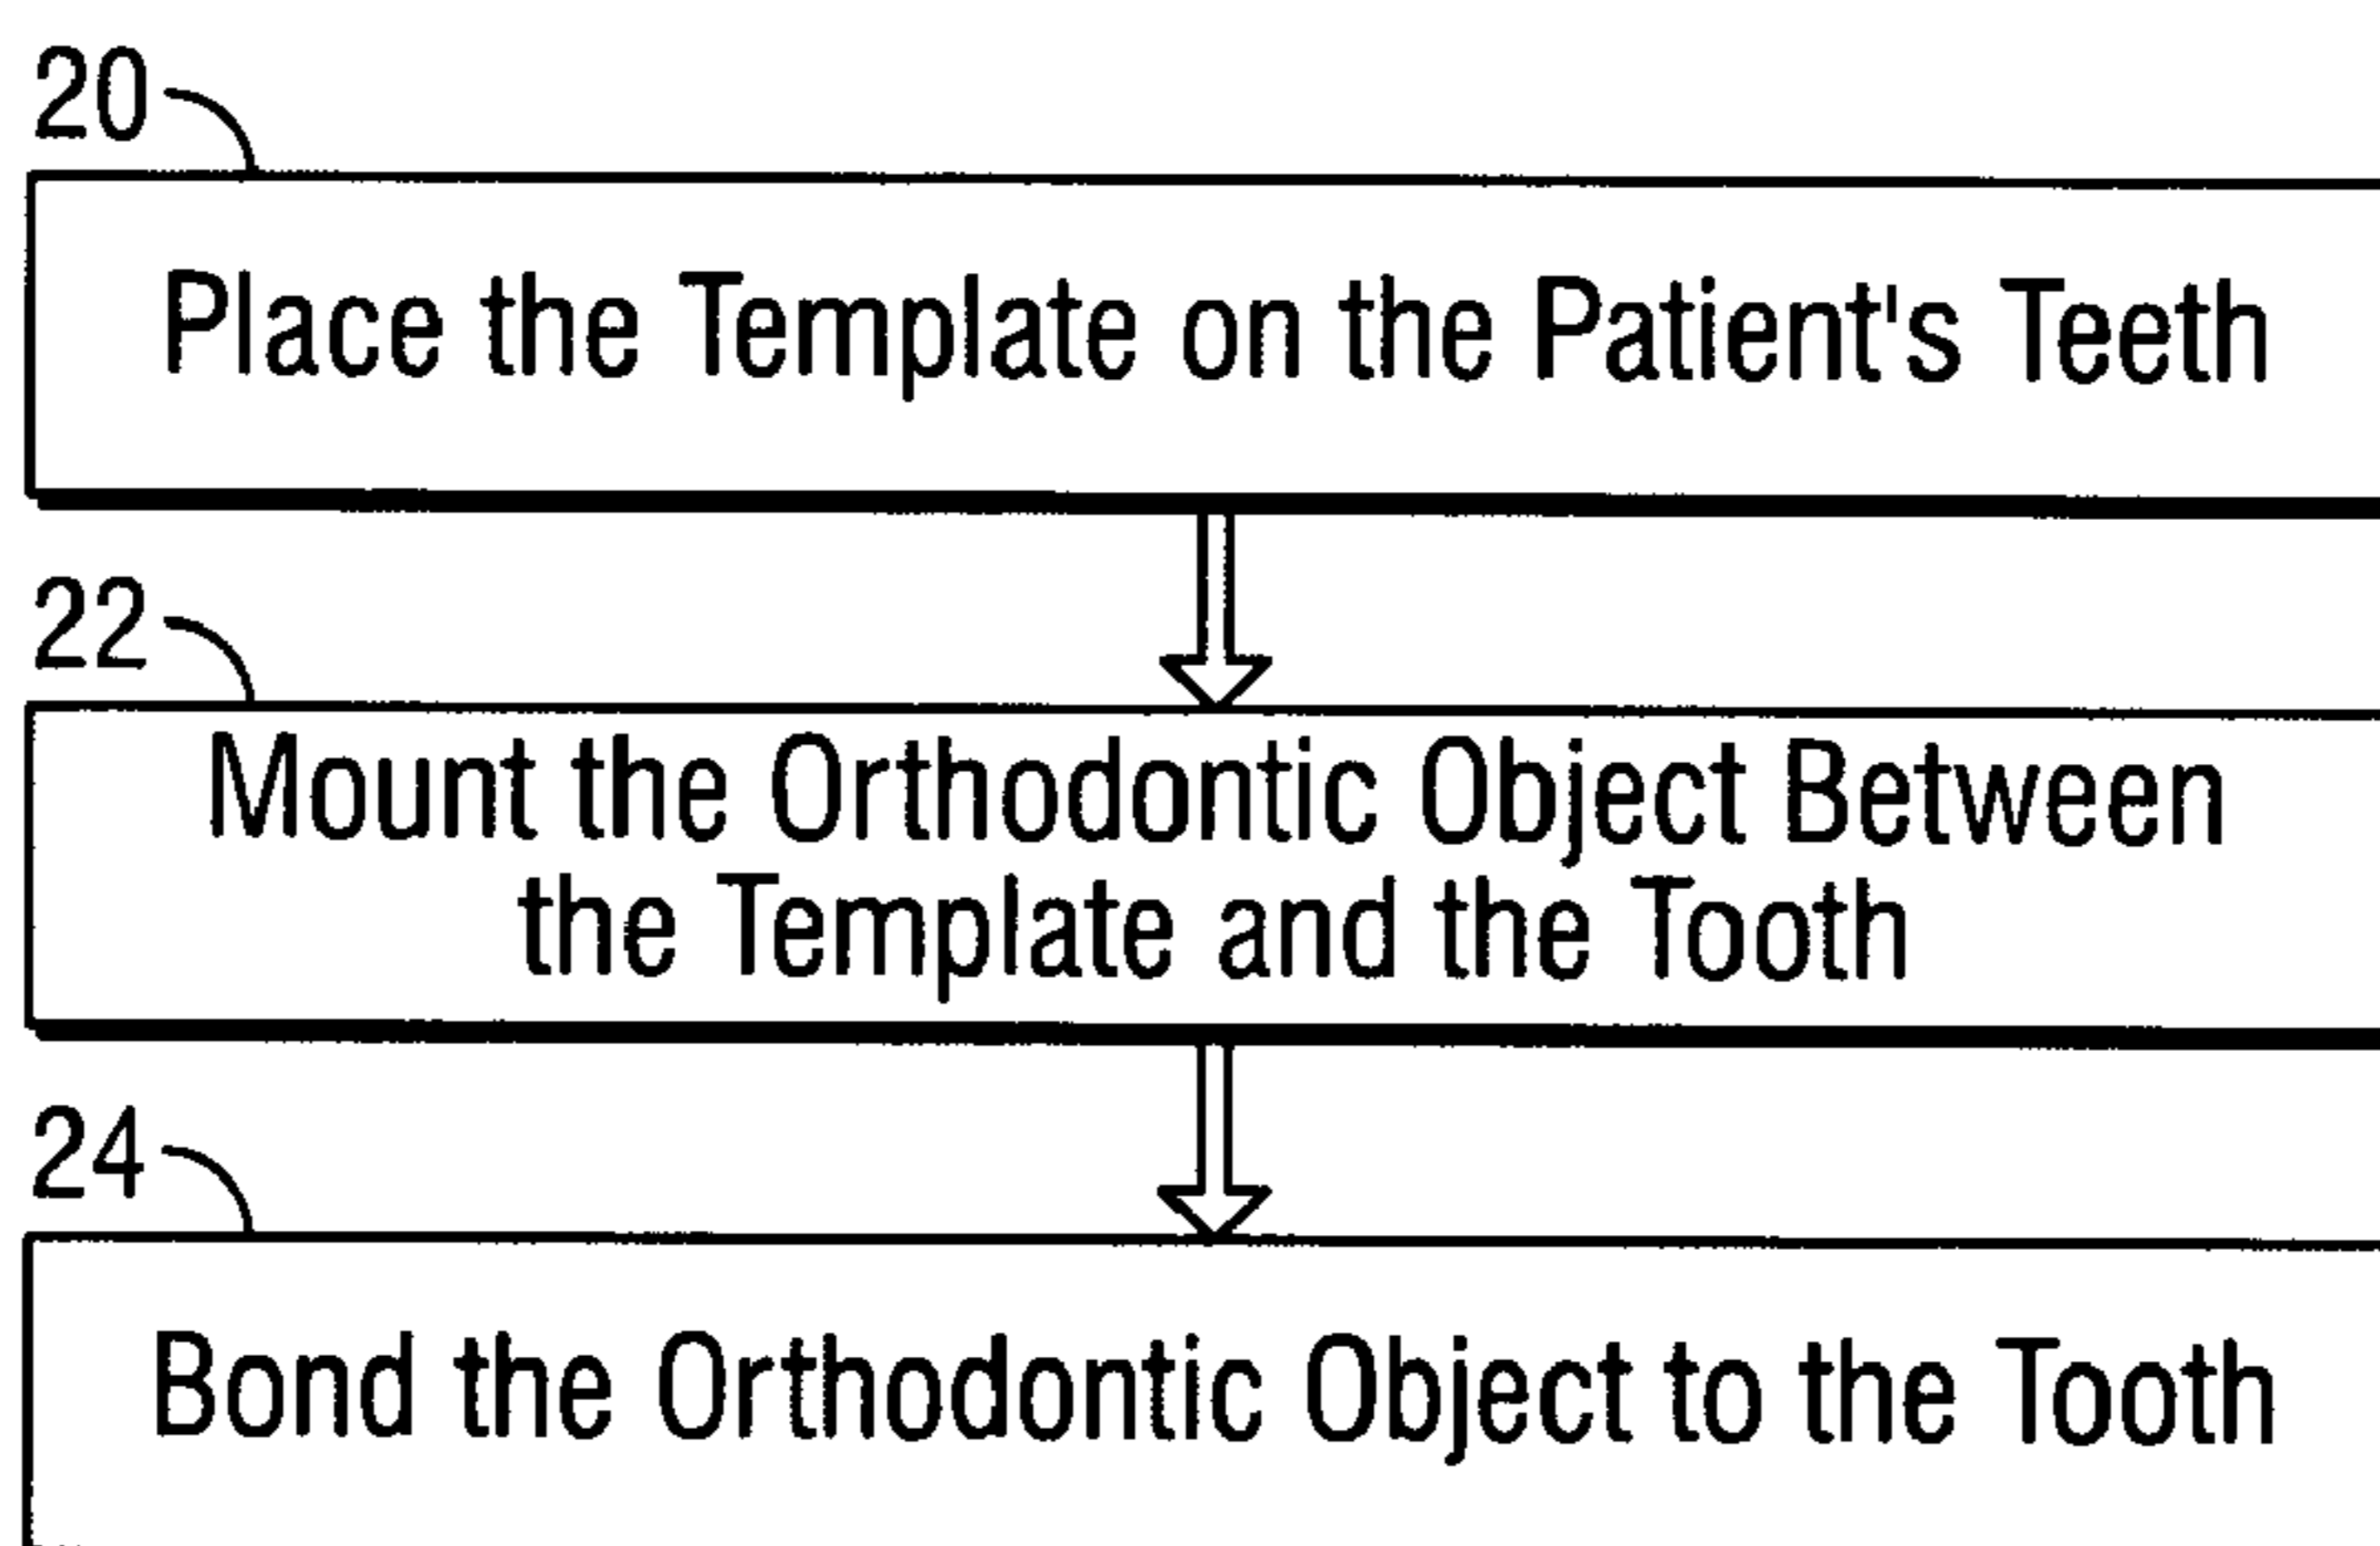 20
Place the Template on the Patient's Teeth
22
Mount the Orthodontic Object Between
the Template and the Tooth
24
Bond the Orthodontic Object to the Tooth